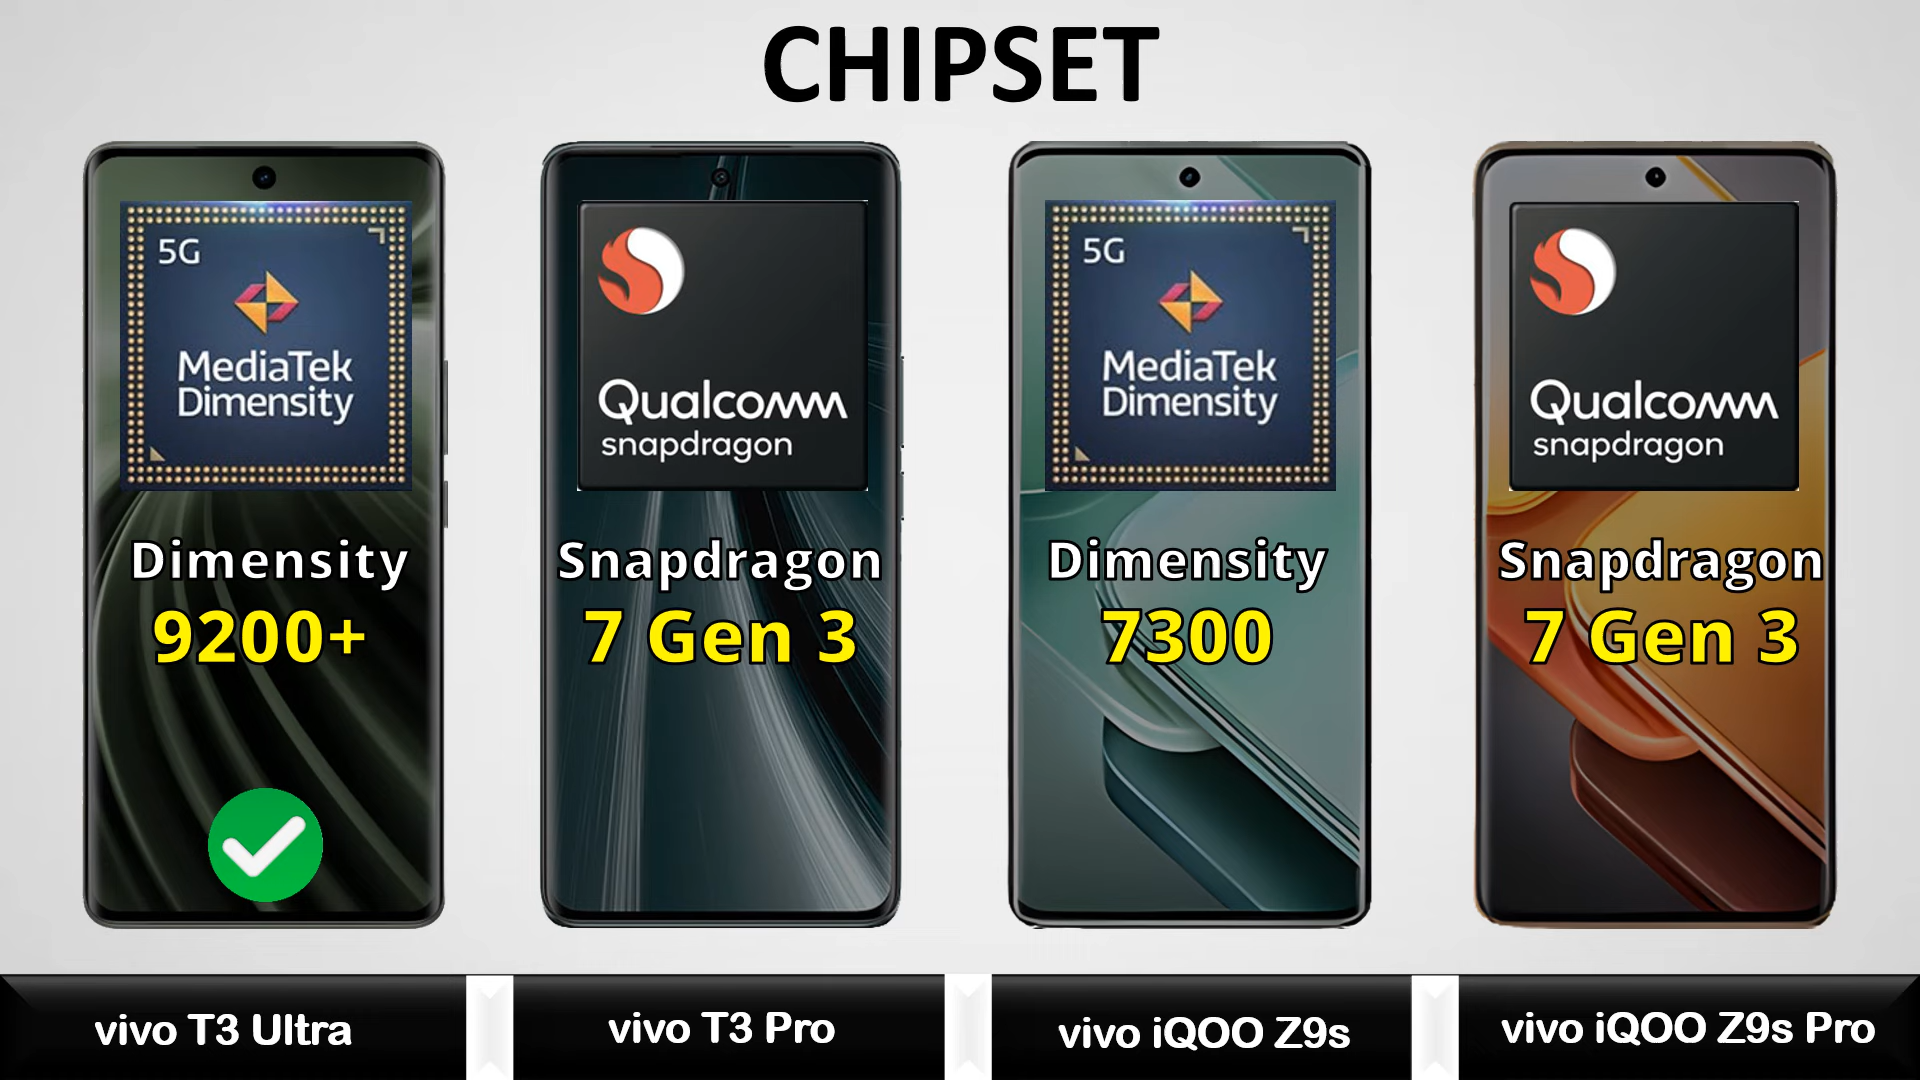 CHIPSET
5G
MediaTek
Dimensity
Dimensity
9200+
vivo T3 Ultra
Qualcomm
snapdragon
Snapdragon
7 Gen 3
vivo T3 Pro
5G
MediaTek
Dimensity
Dimensity
7300
vivo iQOO Z9s
Qualcomm
snapdragon
Snapdragon
7 Gen 3
vivo iQOO Z9s Pro